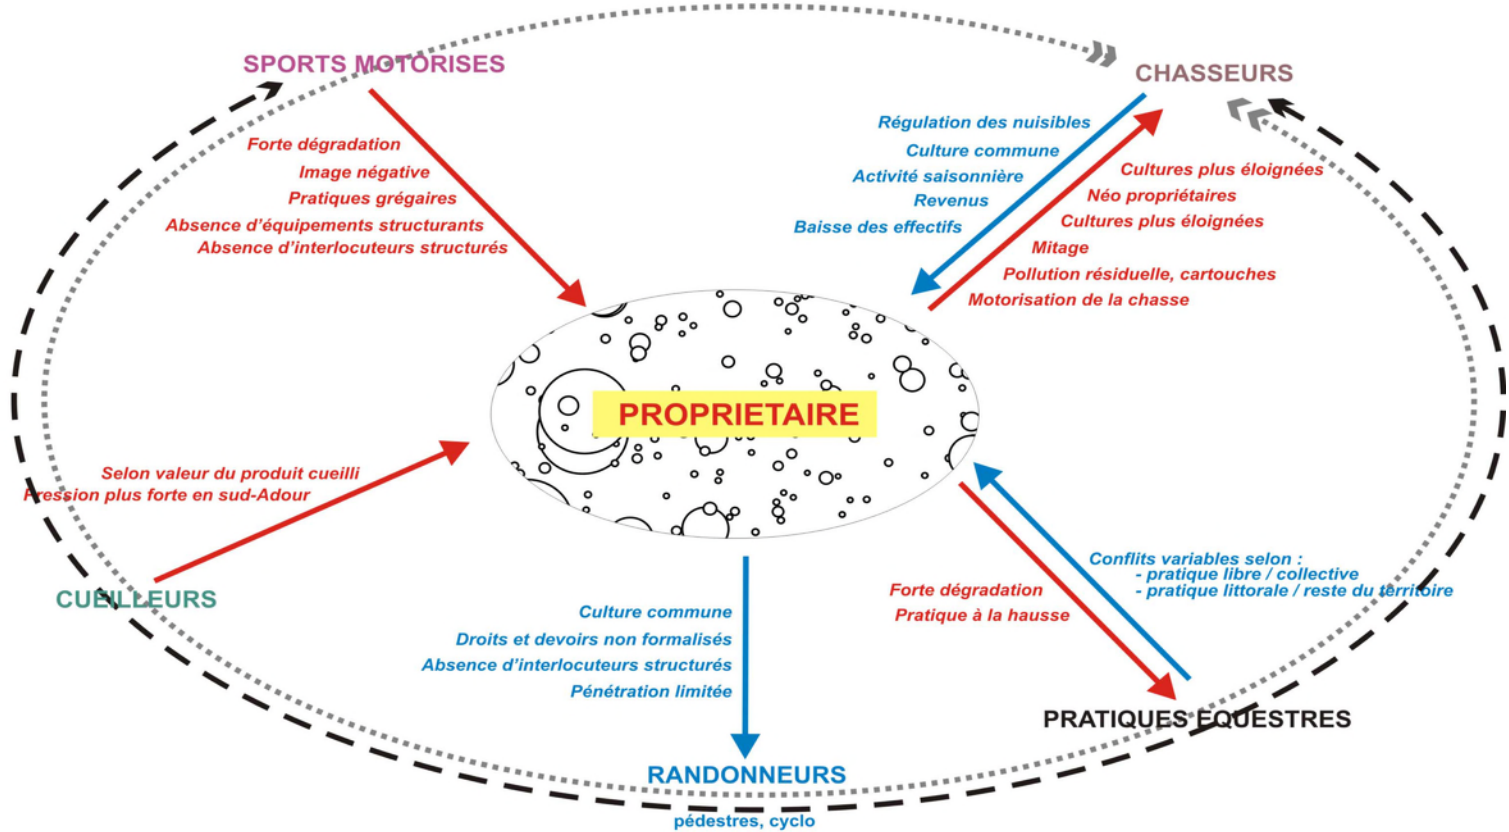 SPORTS MOTORISES
Forte dégradation
Image négative
Pratiques grégaires
Absence d'équipements structurants
Absence d'interlocuteurs structurés
CHASSEURS
Régulation des nuisibles
Culture commune
Activité saisonnière
Revenus
Baisse des effectifs
Cultures plus éloignées
Néo propriétaires
Cultures plus éloignées
Mitage
Pollution résiduelle, cartouches
Motorisation de la chasse
PROPRIETAIRE
Selon valeur du produit cueilli
Pression plus forte en sud-Adour
CUEILLEURS
Culture commune
Droits et devoirs non formalisés
Absence d'interlocuteurs structurés
Pénétration limitée
RANDONNEURS
pédestres, cyclo
Conflits variables selon :
- pratique libre / collective
- pratique littorale / reste du territoire
Forte dégradation
Pratique à la hausse
PRATIQUES EQUESTRES